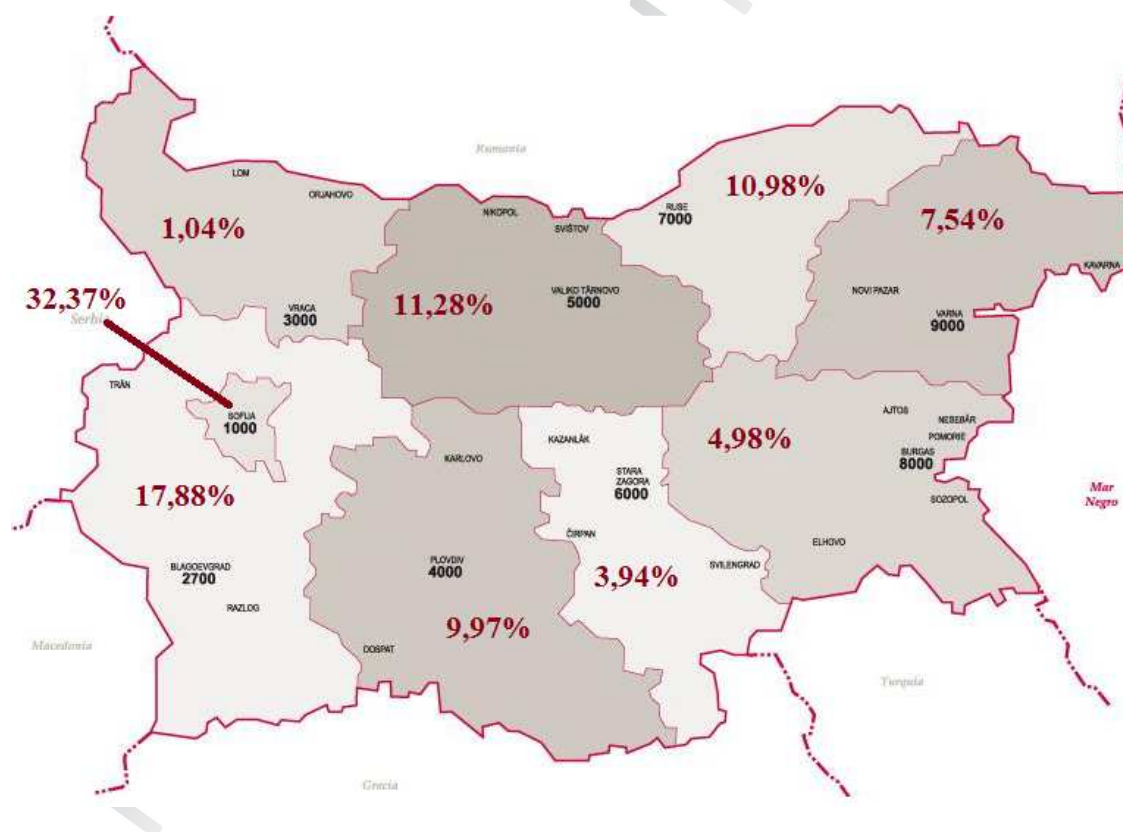 Rumania
LOM
ORJAHOVO
1,04%
NIKOPOL
SVIŠTOV
RUSE
7000
10,98%
7,54%
KAVARNA
32,37%
Serbia
VRACA
3000
11,28%
VALIKO TĂRNOVO
5000
NOVI PAZAR
VARNA
9000
TRĂN
SOFIJA
1000
KARLOVO
KAZANLĂK
4,98%
AJTOS
NESEBĂR
POMORIE
BURGAS
8000
17,88%
STARA
ZAGORA
6000
SOZOPOL
Mar
Negro
ČIRPAN
ELHOVO
BLAGOEVGRAD
2700
PLOVDIV
4000
SVILENGRAD
3,94%
RAZLOG
9,97%
Macedonia
DOSPAT
Turquia
Grecia